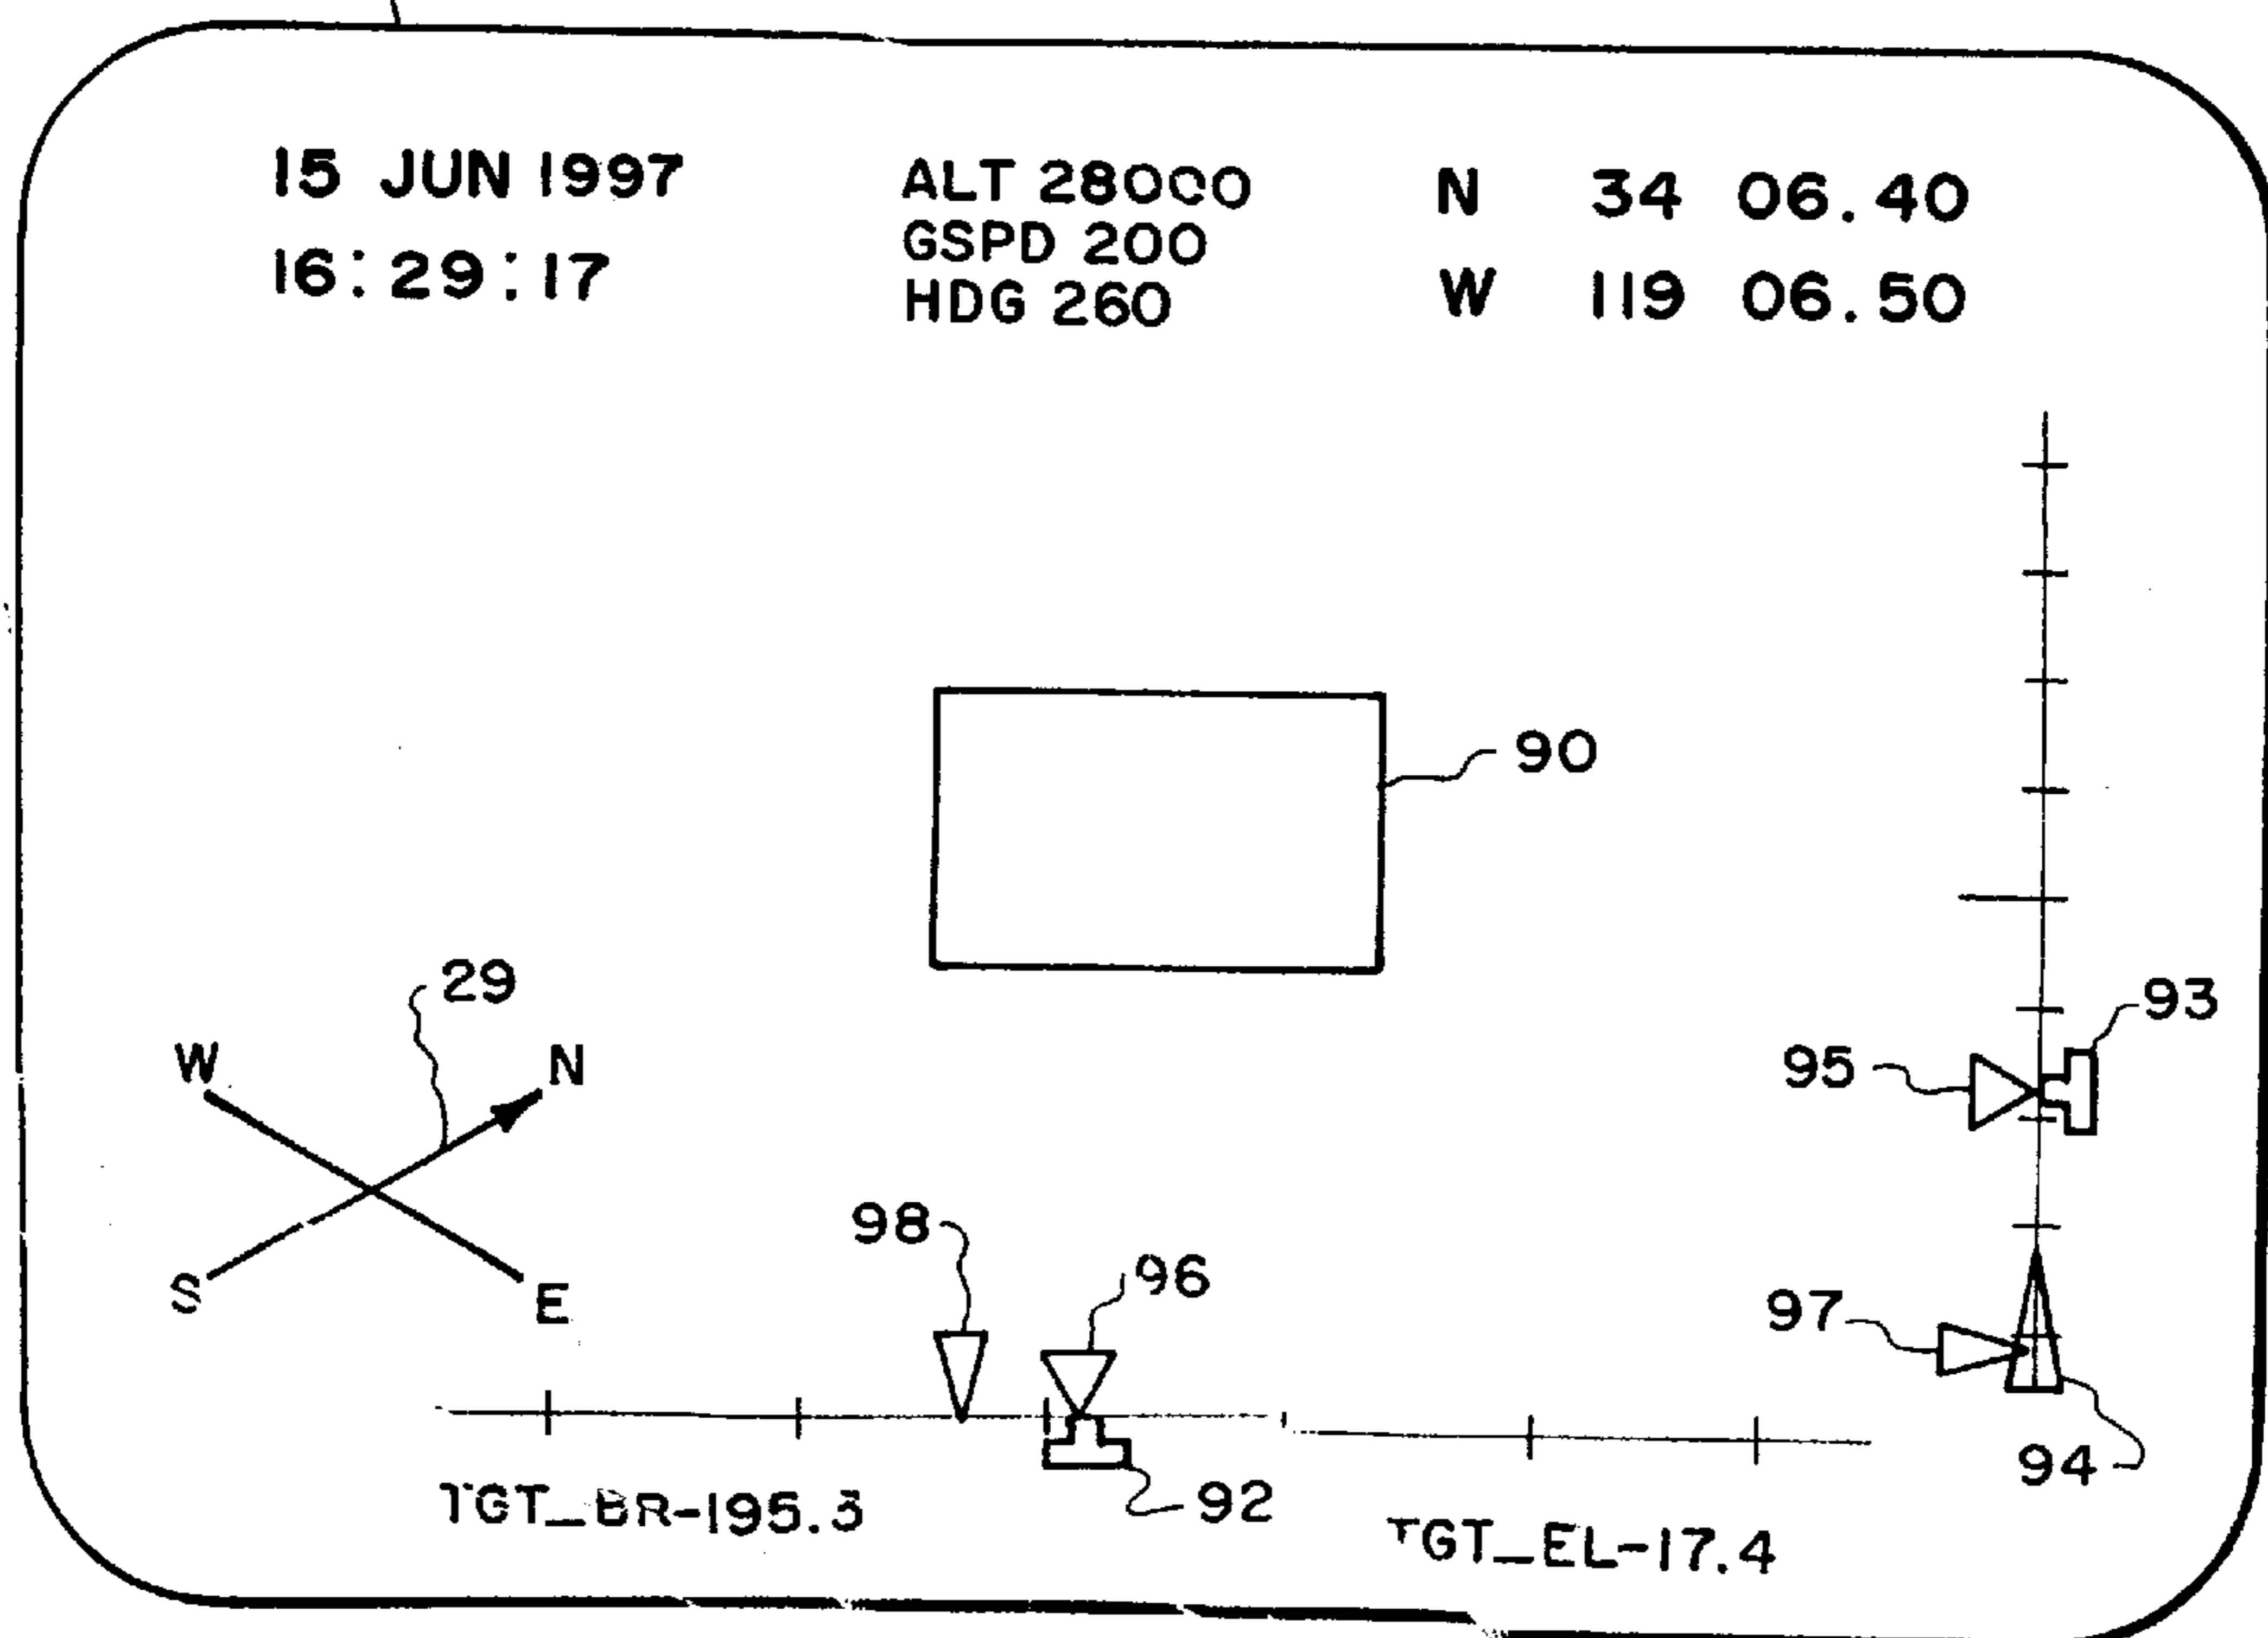 15 JUN 1997
16:29:17
ALT 28000
GSPD 200
HDG 260
N 34 06.40
W 119 06.50
90
29
W
N
S
E
93
95
98
96
97
94
92
TGT_BR-195.3
TGT_EL-17.4